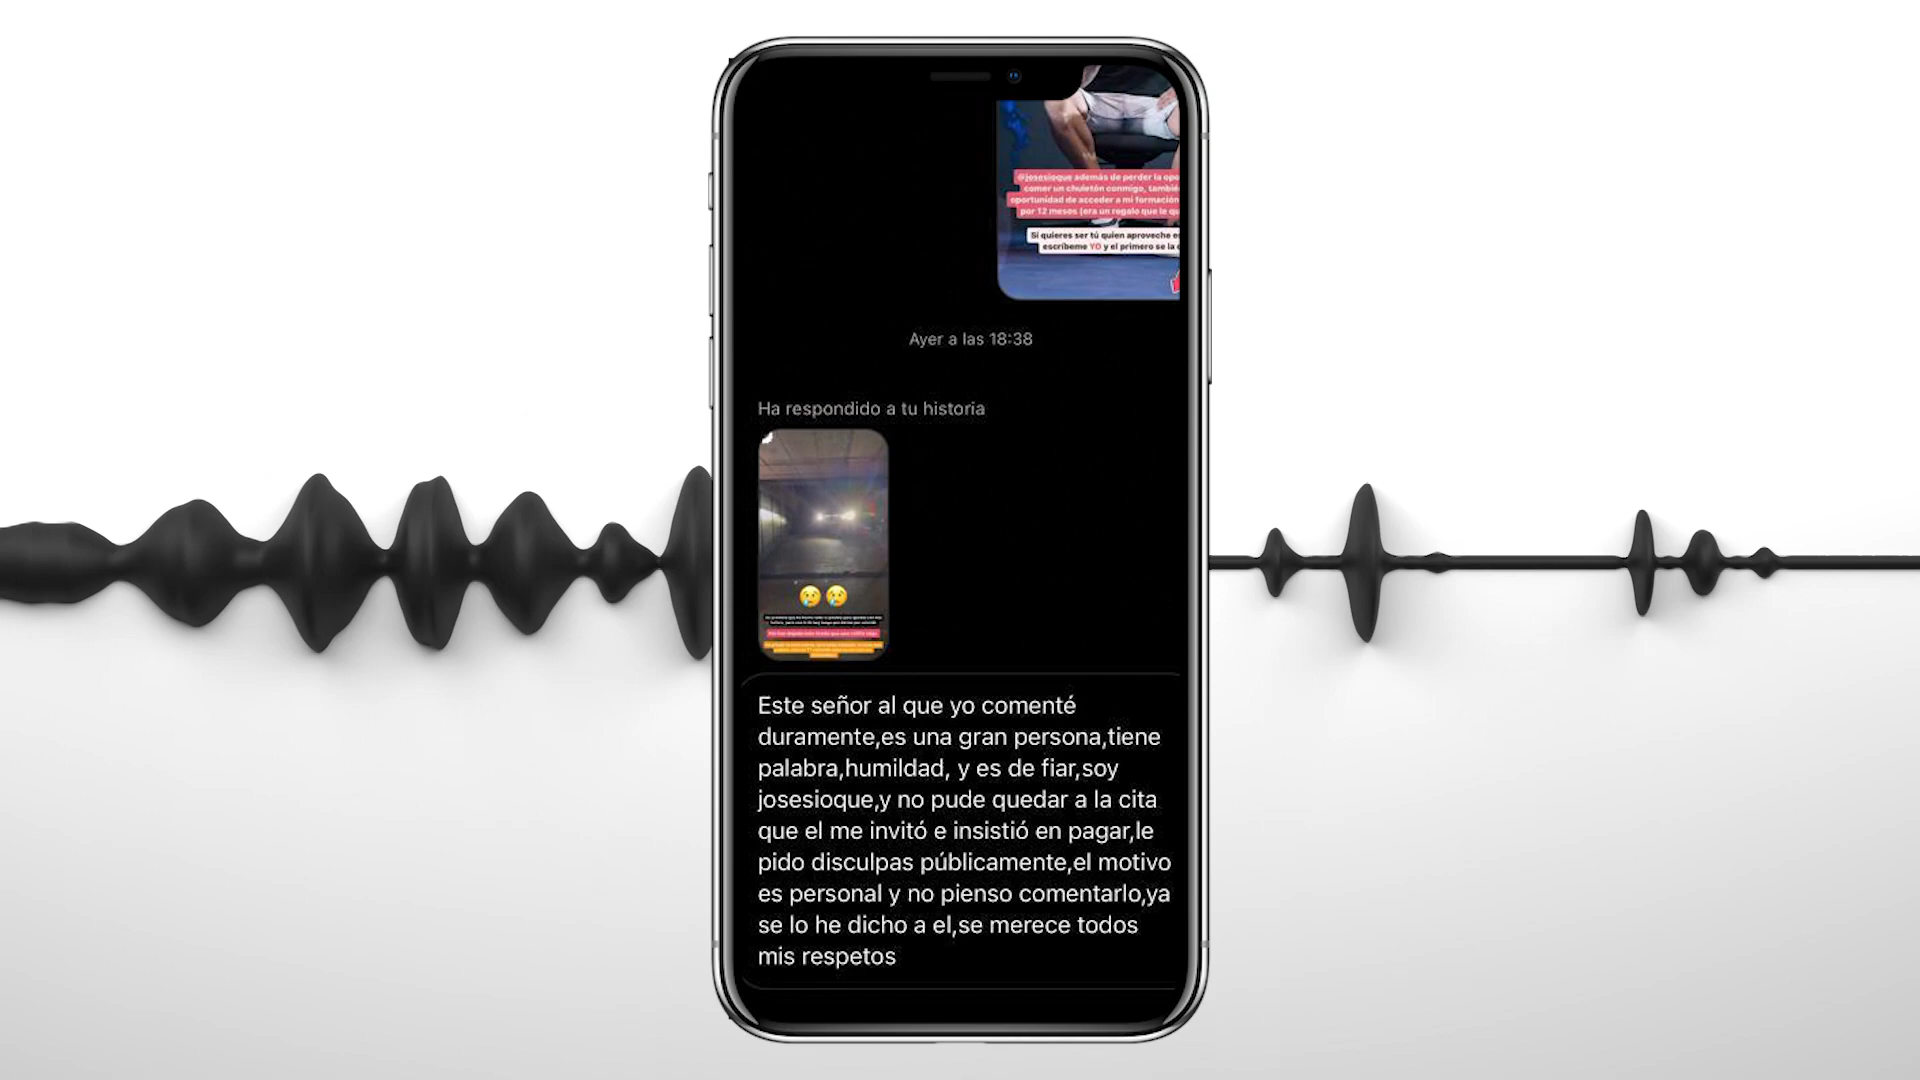 @josesioque además de perder la opo
comer un chuletón conmigo, tambié
oportunidad de acceder a mi formación
por 12 meses (era un regalo que le qu
Si quieres ser tú quien aproveche e
escríbeme YO y el primero se la
Ayer a las 18:38
Ha respondido a tu historia
Este señor al que yo comenté
duramente,es una gran persona,tiene
palabra,humildad, y es de fiar,soy
josesioque,y no pude quedar a la cita
que el me invitó e insistió en pagar,le
pido disculpas públicamente,el motivo
es personal y no pienso comentarlo,ya
se lo he dicho a el,se merece todos
mis respetos